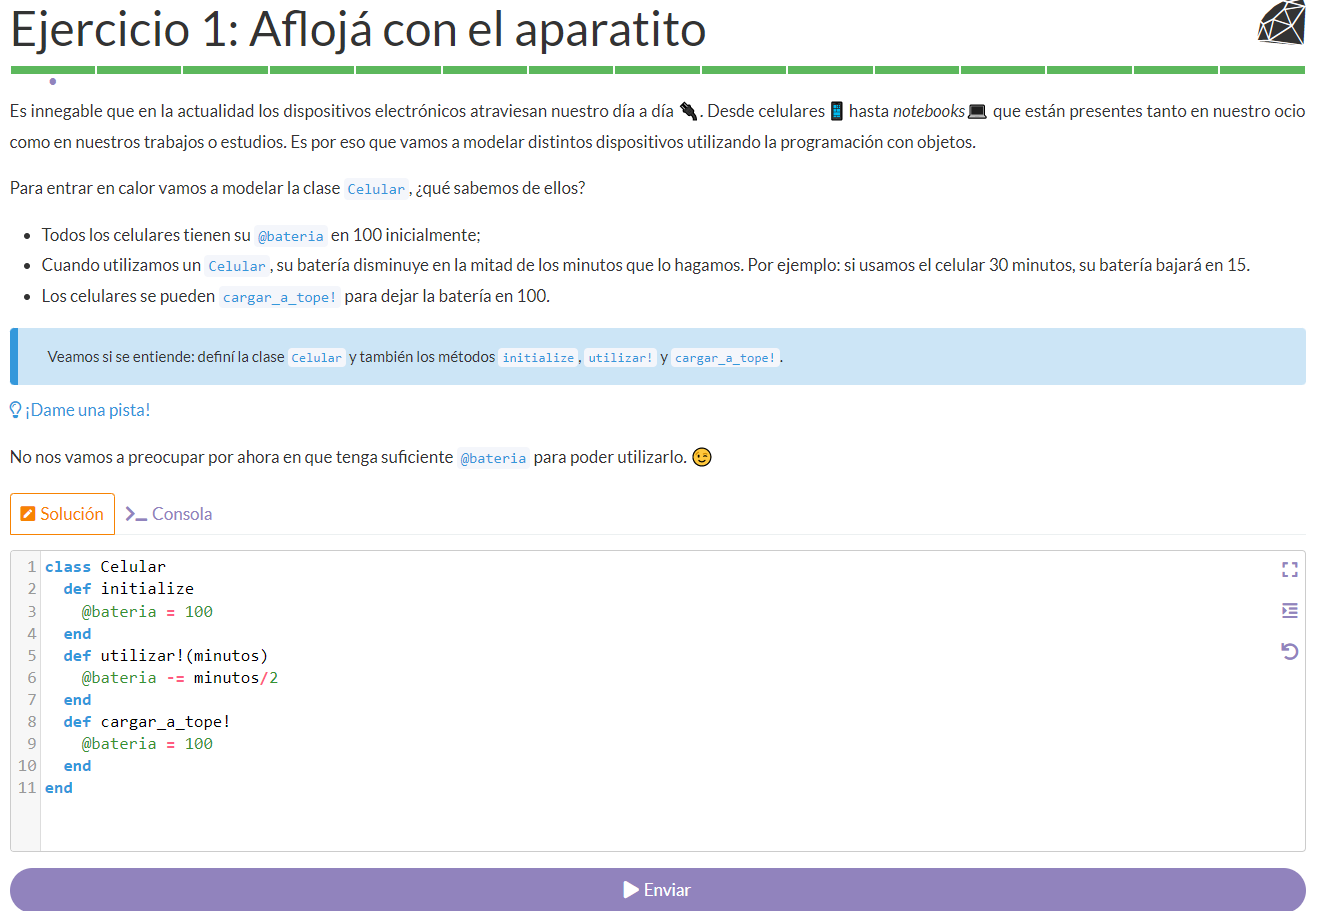 Ejercicio 1: Aflojá con el aparatito
Es innegable que en la actualidad los dispositivos electrónicos atraviesan nuestro día a día 🔌. Desde celulares 📱 hasta notebooks 💻 que están presentes tanto en nuestro ocio
como en nuestros trabajos o estudios. Es por eso que vamos a modelar distintos dispositivos utilizando la programación con objetos.
Para entrar en calor vamos a modelar la clase Celular, ¿qué sabemos de ellos?
• Todos los celulares tienen su @bateria en 100 inicialmente;
• Cuando utilizamos un Celular, su batería disminuye en la mitad de los minutos que lo hagamos. Por ejemplo: si usamos el celular 30 minutos, su batería bajará en 15.
• Los celulares se pueden cargar_a_tope! para dejar la batería en 100.
Veamos si se entiende: definí la clase Celular y también los métodos initialize, utilizar! y cargar_a_tope!.
¡Dame una pista!
No nos vamos a preocupar por ahora en que tenga suficiente @bateria para poder utilizarlo. 😉
Solución >_ Consola
1 class Celular
2 def initialize
3 @bateria = 100
4 end
5 def utilizar!(minutos)
6 @bateria -= minutos/2
7 end
8 def cargar_a_tope!
9 @bateria = 100
10 end
11 end
Enviar